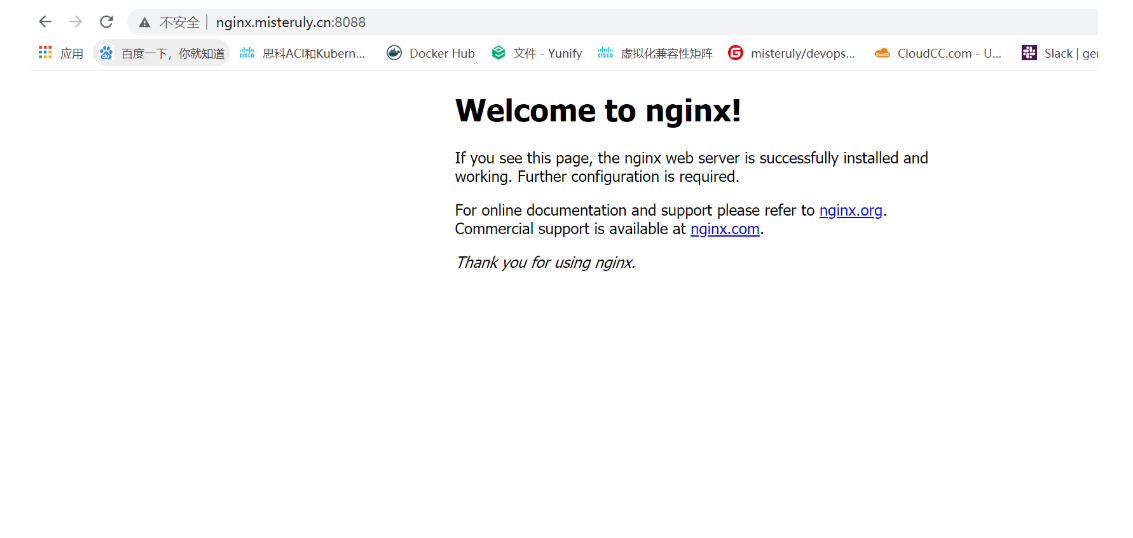 不安全 | nginx.misteruly.cn:8088
应用 百度一下，你就知道 思科ACI和Kubern... Docker Hub 文件 - Yunify 虚拟化兼容性矩阵 misteruly/devops... CloudCC.com - U... Slack | ger
Welcome to nginx!
If you see this page, the nginx web server is successfully installed and
working. Further configuration is required.
For online documentation and support please refer to nginx.org.
Commercial support is available at nginx.com.
Thank you for using nginx.